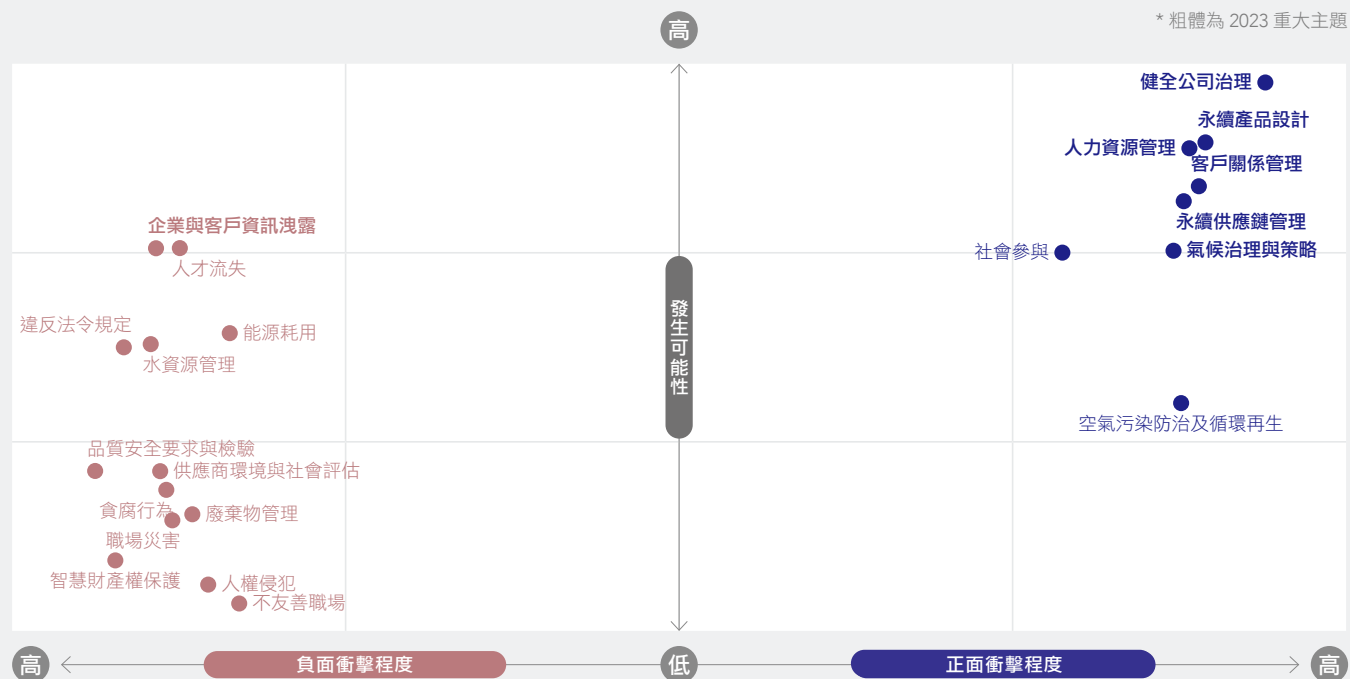 * 粗體為 2023 重大主題
高
健全公司治理
永續產品設計
人力資源管理
客戶關係管理
永續供應鏈管理
企業與客戶資訊洩露
人才流失
社會參與
氣候治理與策略
發生可能性
違反法令規定
能源耗用
水資源管理
空氣污染防治及循環再生
品質安全要求與檢驗
供應商環境與社會評估
貪腐行為
廢棄物管理
職場災害
智慧財產權保護
人權侵犯
不友善職場
高
負面衝擊程度
低
正面衝擊程度
高